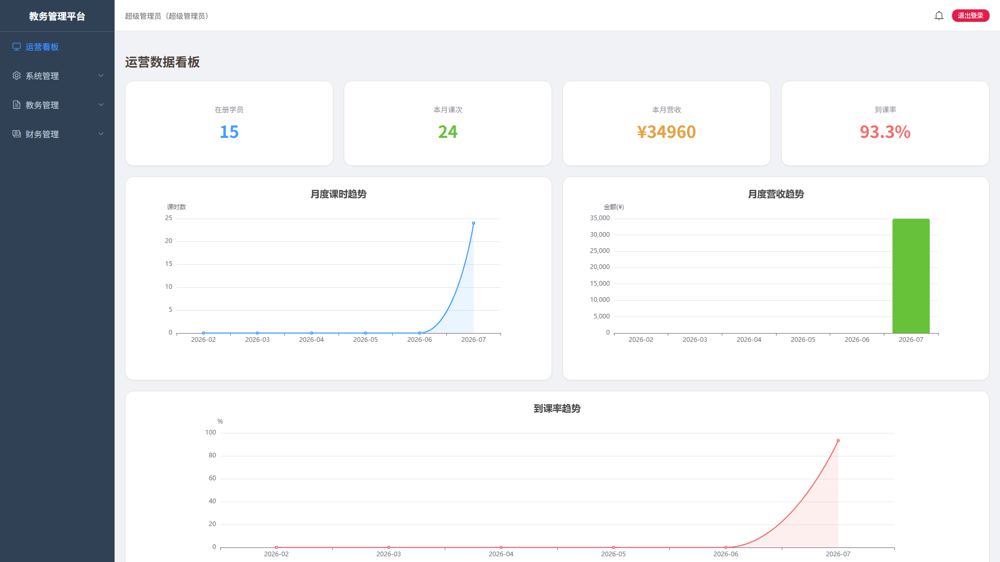 教务管理平台
运营看板
系统管理
教务管理
财务管理
超级管理员（超级管理员）
退出登录
运营数据看板
在册学员
15
本月课次
24
本月营收
¥34960
到课率
93.3%
月度课时趋势
课时数
25
20
15
10
5
0
2026-02 2026-03 2026-04 2026-05 2026-06 2026-07
月度营收趋势
金额(¥)
35,000
30,000
25,000
20,000
15,000
10,000
5,000
0
2026-02 2026-03 2026-04 2026-05 2026-06 2026-07
到课率趋势
%
100
80
60
40
20
0
2026-02 2026-03 2026-04 2026-05 2026-06 2026-07